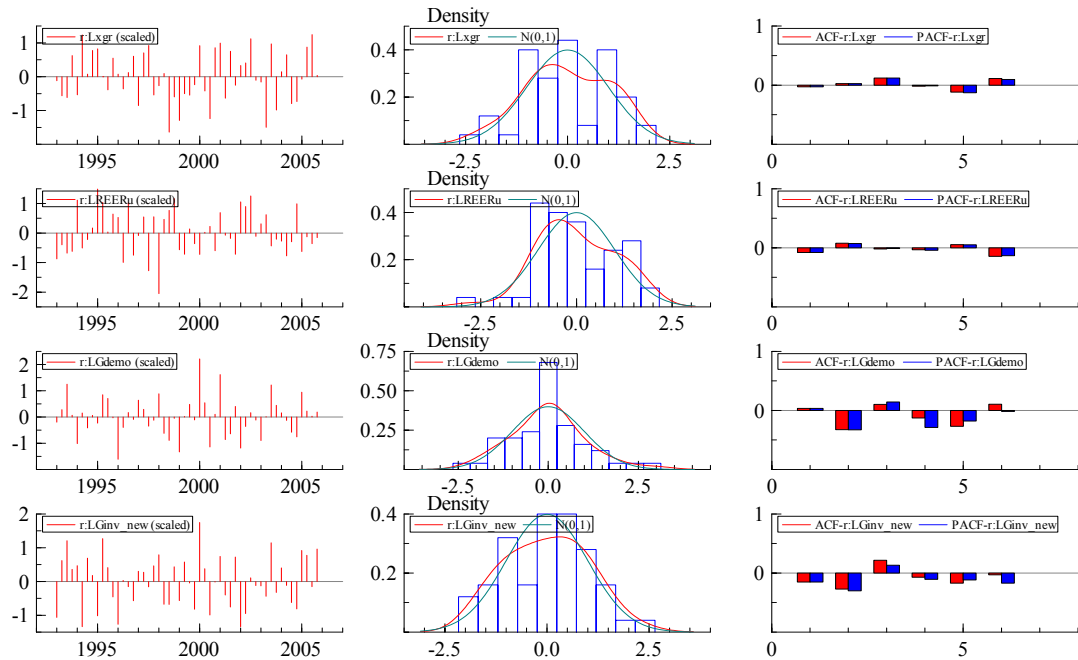 Density
r:Lxgr (scaled)
r:Lxgr N(0,1)
ACF-r:Lxgr PACF-r:Lxgr
1 0.4 1
0
0.2
0
-1
1995 2000 2005 -2.5 0.0 2.5 0 5
Density
r:LREERu (scaled)
r:LREERu N(0,1)
ACF-r:LREERu PACF-r:LREERu
1 0.4 1
0
-1 0.2 0
-2
1995 2000 2005 -2.5 0.0 2.5 0 5
Density
r:LGdemo (scaled)
r:LGdemo N(0,1)
ACF-r:LGdemo PACF-r:LGdemo
2 0.75 1
1 0.50
0 0
-1 0.25
1995 2000 2005 -2.5 0.0 2.5 0 5
Density
r:LGinv_new (scaled)
r:LGinv_new N(0,1)
ACF-r:LGinv_new PACF-r:LGinv_new
2 0.4 1
1
0 0.2 0
-1
1995 2000 2005 -2.5 0.0 2.5 0 5